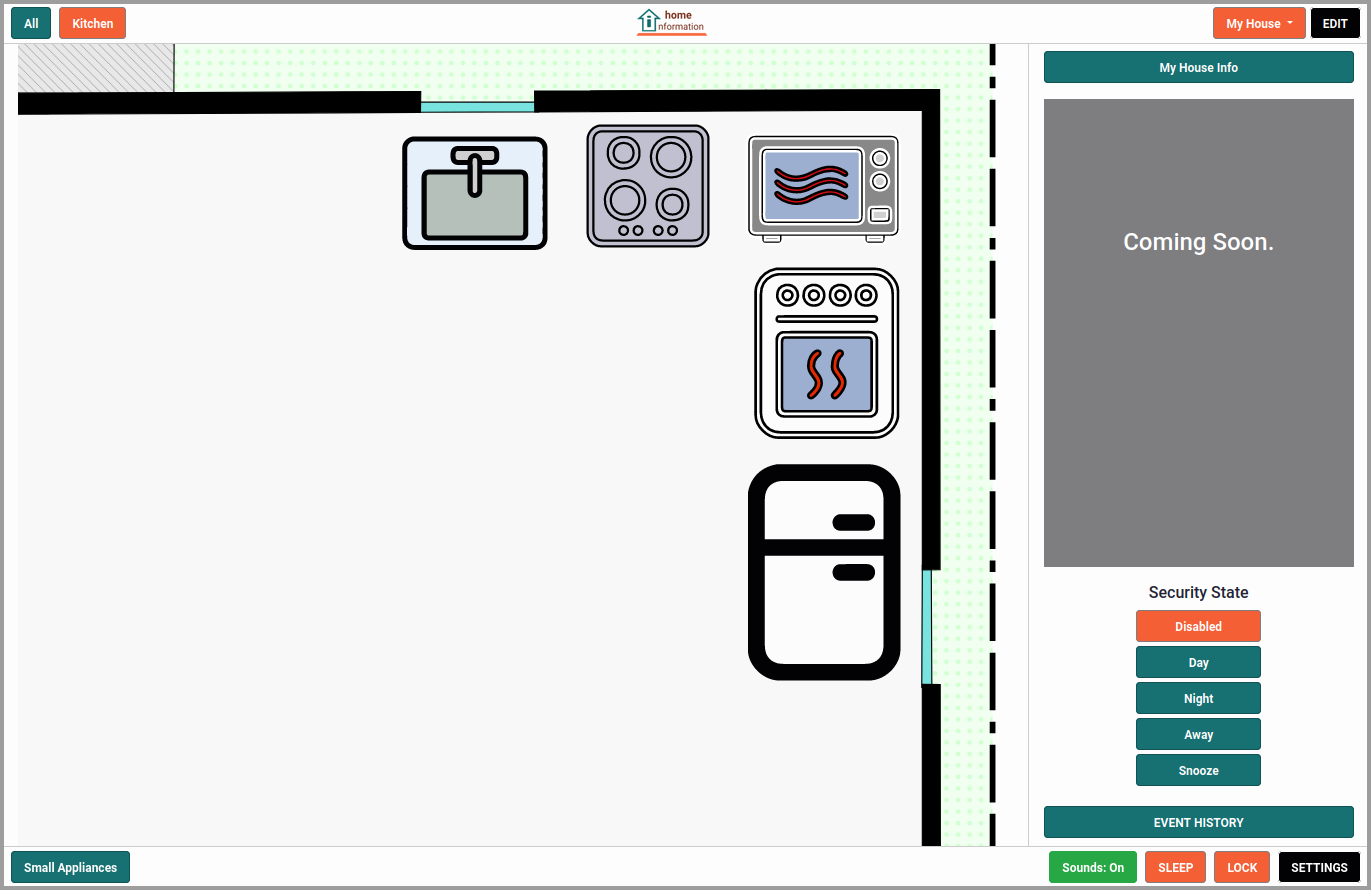 All
Kitchen
home
nformation
My House
EDIT
My House Info
Coming Soon.
Security State
Disabled
Day
Night
Away
Snooze
EVENT HISTORY
Small Appliances
Sounds: On
SLEEP
LOCK
SETTINGS